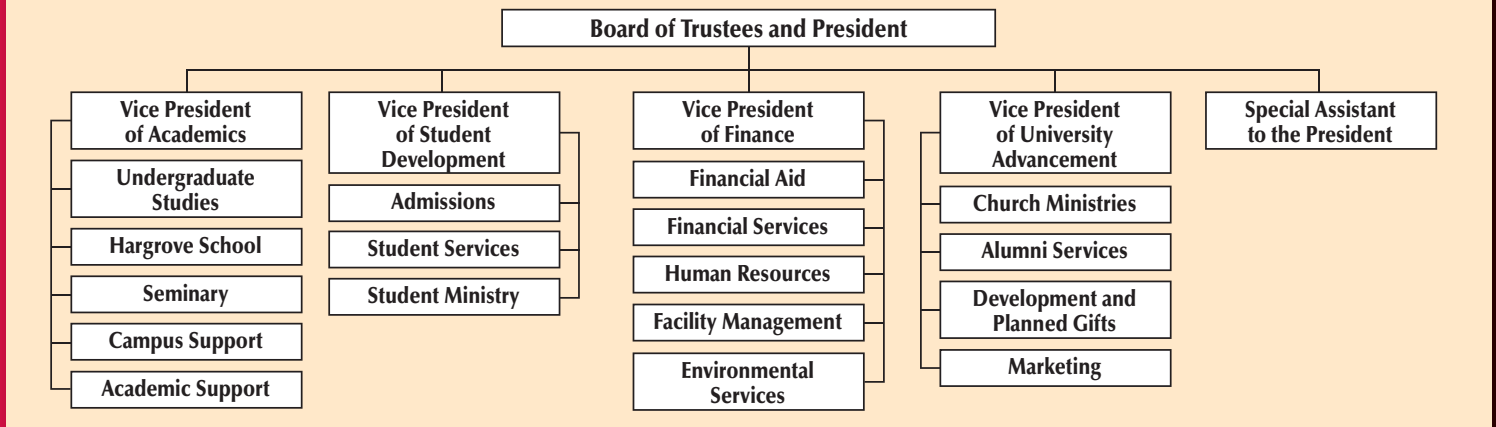 Board of Trustees and President
Vice President
of Academics
Undergraduate
Studies
Hargrove School
Seminary
Campus Support
Academic Support
Vice President
of Student
Development
Admissions
Student Services
Student Ministry
Vice President
of Finance
Financial Aid
Financial Services
Human Resources
Facility Management
Environmental
Services
Vice President
of University
Advancement
Church Ministries
Alumni Services
Development and
Planned Gifts
Marketing
Special Assistant
to the President